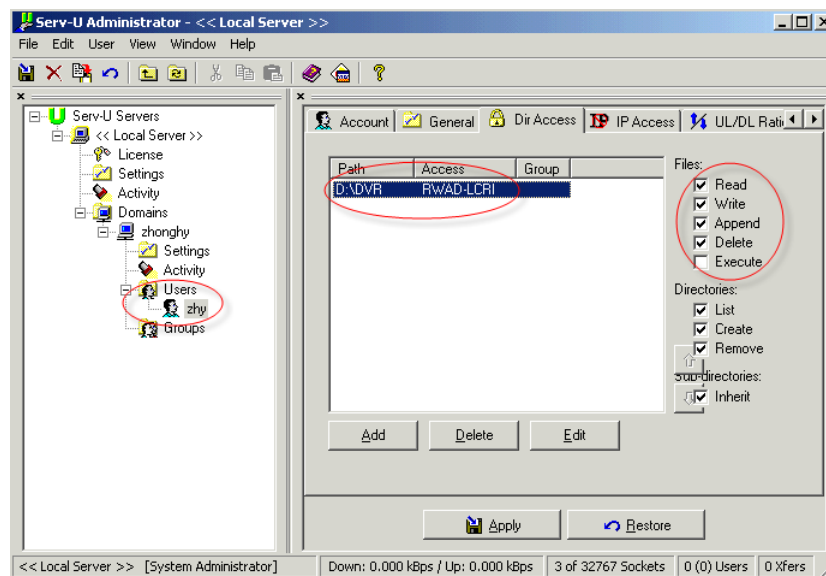 Serv-U Administrator - << Local Server >>
File Edit User View Window Help
Serv-U Servers
<< Local Server >>
License
Settings
Activity
Domains
zhonghy
Settings
Activity
Users
zhy
Groups
Account General Dir Access IP Access UL/DL Rati
Path Access Group
D:\DVR RWAD-LCRI
Files:
Read
Write
Append
Delete
Execute
Directories:
List
Create
Remove
Sub-directories:
Inherit
Add Delete Edit
Apply Restore
<< Local Server >> [System Administrator] Down: 0.000 kBps / Up: 0.000 kBps 3 of 32767 Sockets 0 (0) Users 0 Xfers